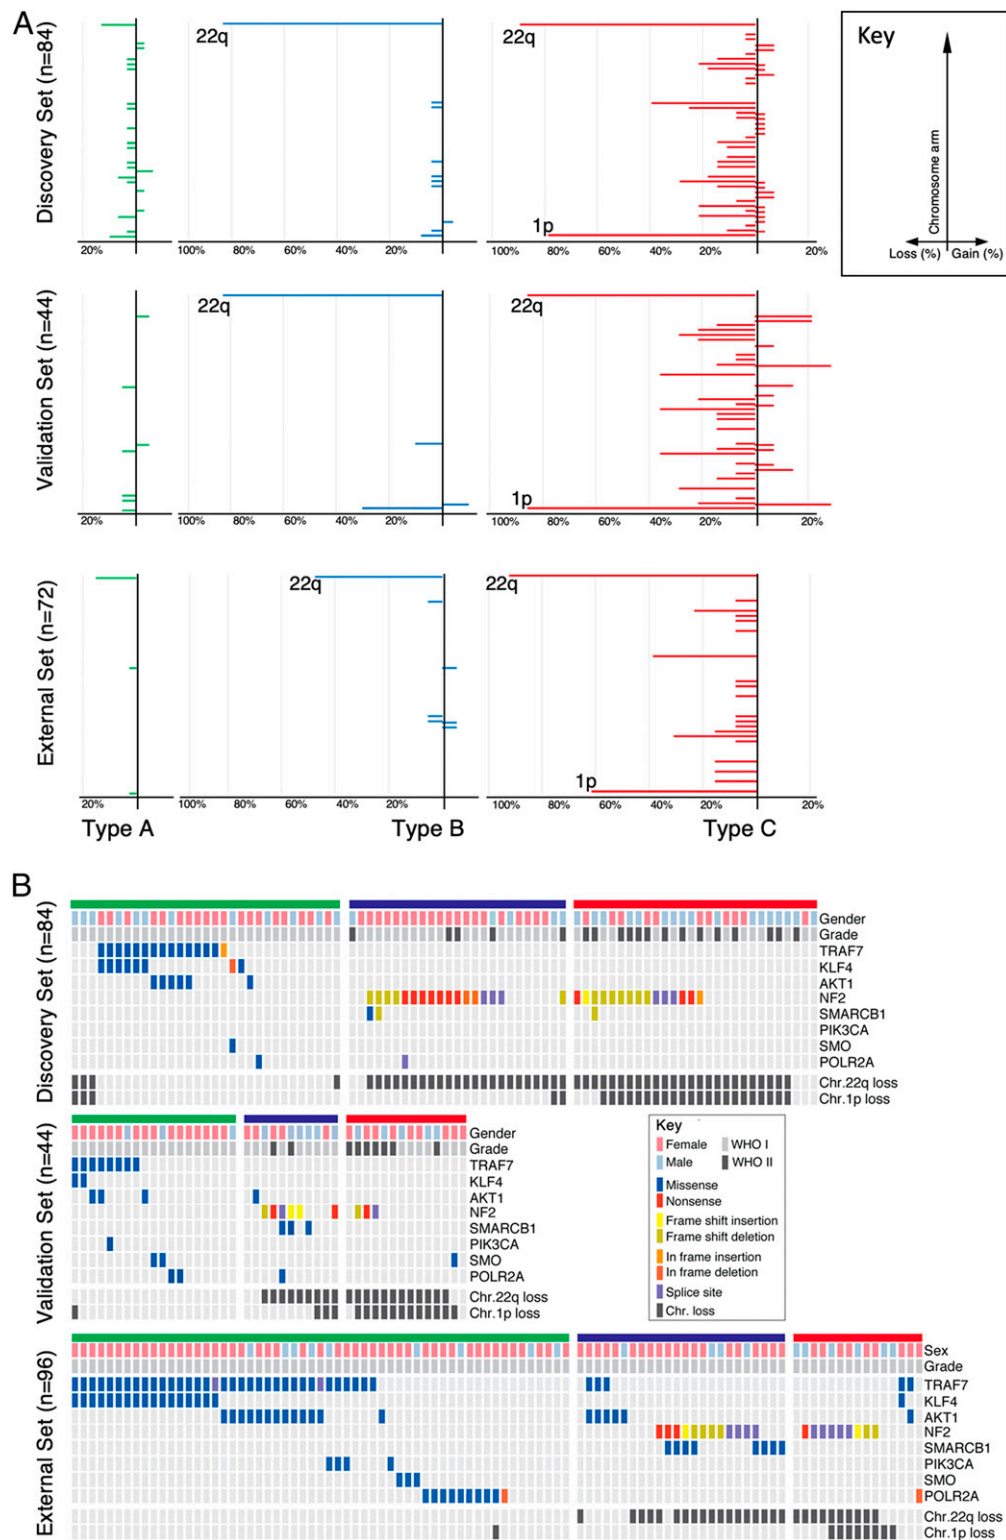 A
Discovery Set (n=84)
22q
22q
1p
20%
100% 80% 60% 40% 20%
100% 80% 60% 40% 20% 20%
Key
Chromosome arm
Loss (%) Gain (%)
Validation Set (n=44)
22q
22q
1p
20%
100% 80% 60% 40% 20%
100% 80% 60% 40% 20% 20%
External Set (n=72)
22q
22q
1p
20%
100% 80% 60% 40% 20%
100% 80% 60% 40% 20% 20%
Type A Type B Type C
B
Discovery Set (n=84)
Gender
Grade
TRAF7
KLF4
AKT1
NF2
SMARCB1
PIK3CA
SMO
POLR2A
Chr.22q loss
Chr.1p loss
Validation Set (n=44)
Gender
Grade
TRAF7
KLF4
AKT1
NF2
SMARCB1
PIK3CA
SMO
POLR2A
Chr.22q loss
Chr.1p loss
Key
Female WHO I
Male WHO II
Missense
Nonsense
Frame shift insertion
Frame shift deletion
In frame insertion
In frame deletion
Splice site
Chr. loss
External Set (n=96)
Sex
Grade
TRAF7
KLF4
AKT1
NF2
SMARCB1
PIK3CA
SMO
POLR2A
Chr.22q loss
Chr.1p loss